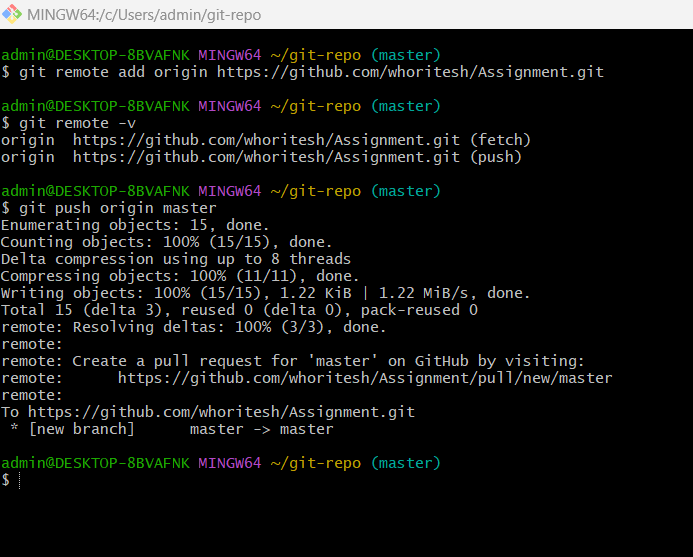 MINGW64:/c/Users/admin/git-repo
admin@DESKTOP-8BVAFNK MINGW64 ~/git-repo (master)
$ git remote add origin https://github.com/whoritesh/Assignment.git
admin@DESKTOP-8BVAFNK MINGW64 ~/git-repo (master)
$ git remote -v
origin  https://github.com/whoritesh/Assignment.git (fetch)
origin  https://github.com/whoritesh/Assignment.git (push)
admin@DESKTOP-8BVAFNK MINGW64 ~/git-repo (master)
$ git push origin master
Enumerating objects: 15, done.
Counting objects: 100% (15/15), done.
Delta compression using up to 8 threads
Compressing objects: 100% (11/11), done.
Writing objects: 100% (15/15), 1.22 KiB | 1.22 MiB/s, done.
Total 15 (delta 3), reused 0 (delta 0), pack-reused 0
remote: Resolving deltas: 100% (3/3), done.
remote:
remote: Create a pull request for 'master' on GitHub by visiting:
remote:      https://github.com/whoritesh/Assignment/pull/new/master
remote:
To https://github.com/whoritesh/Assignment.git
 * [new branch]      master -> master
admin@DESKTOP-8BVAFNK MINGW64 ~/git-repo (master)
$